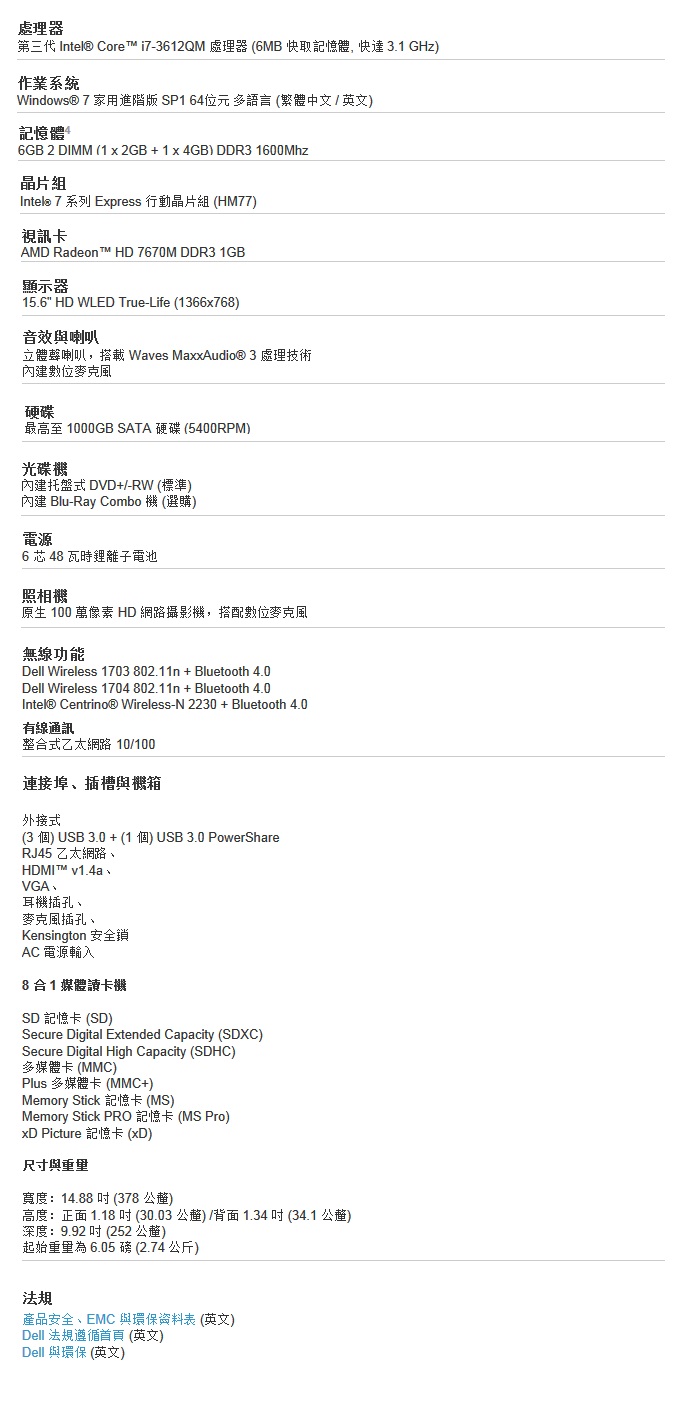 處理器
第三代 Intel® Core™ i7-3612QM 處理器 (6MB 快取記憶體, 快達 3.1 GHz)
作業系統
Windows® 7 家用進階版 SP1 64位元 多語言 (繁體中文 / 英文)
記憶體4
6GB 2 DIMM (1 x 2GB + 1 x 4GB) DDR3 1600Mhz
晶片組
Intel® 7 系列 Express 行動晶片組 (HM77)
視訊卡
AMD Radeon™ HD 7670M DDR3 1GB
顯示器
15.6" HD WLED True-Life (1366x768)
音效與喇叭
立體聲喇叭，搭載 Waves MaxxAudio® 3 處理技術
內建數位麥克風
硬碟
最高至 1000GB SATA 硬碟 (5400RPM)
光碟機
內建托盤式 DVD+/-RW (標準)
內建 Blu-Ray Combo 機 (選購)
電源
6 芯 48 瓦時鋰離子電池
照相機
原生 100 萬像素 HD 網路攝影機，搭配數位麥克風
無線功能
Dell Wireless 1703 802.11n + Bluetooth 4.0
Dell Wireless 1704 802.11n + Bluetooth 4.0
Intel® Centrino® Wireless-N 2230 + Bluetooth 4.0
有線通訊
整合式乙太網路 10/100
連接埠、插槽與機箱
外接式
(3 個) USB 3.0 + (1 個) USB 3.0 PowerShare
RJ45 乙太網路、
HDMI™ v1.4a、
VGA、
耳機插孔、
麥克風插孔、
Kensington 安全鎖
AC 電源輸入
8 合 1 媒體讀卡機
SD 記憶卡 (SD)
Secure Digital Extended Capacity (SDXC)
Secure Digital High Capacity (SDHC)
多媒體卡 (MMC)
Plus 多媒體卡 (MMC+)
Memory Stick 記憶卡 (MS)
Memory Stick PRO 記憶卡 (MS Pro)
xD Picture 記憶卡 (xD)
尺寸與重量
寬度：14.88 吋 (378 公釐)
高度：正面 1.18 吋 (30.03 公釐) /背面 1.34 吋 (34.1 公釐)
深度：9.92 吋 (252 公釐)
起始重量為 6.05 磅 (2.74 公斤)
法規
產品安全、EMC 與環保資料表 (英文)
Dell 法規遵循首頁 (英文)
Dell 與環保 (英文)